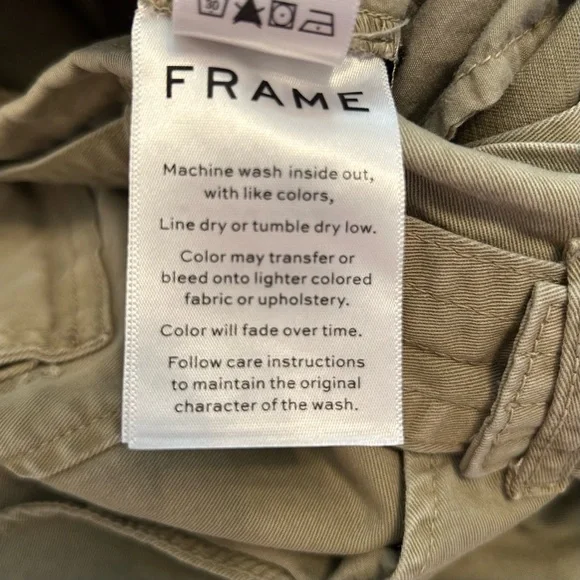 30
FRAME
Machine wash inside out,
with like colors,
Line dry or tumble dry low.
Color may transfer or
bleed onto lighter colored
fabric or upholstery.
Color will fade over time.
Follow care instructions
to maintain the original
character of the wash.